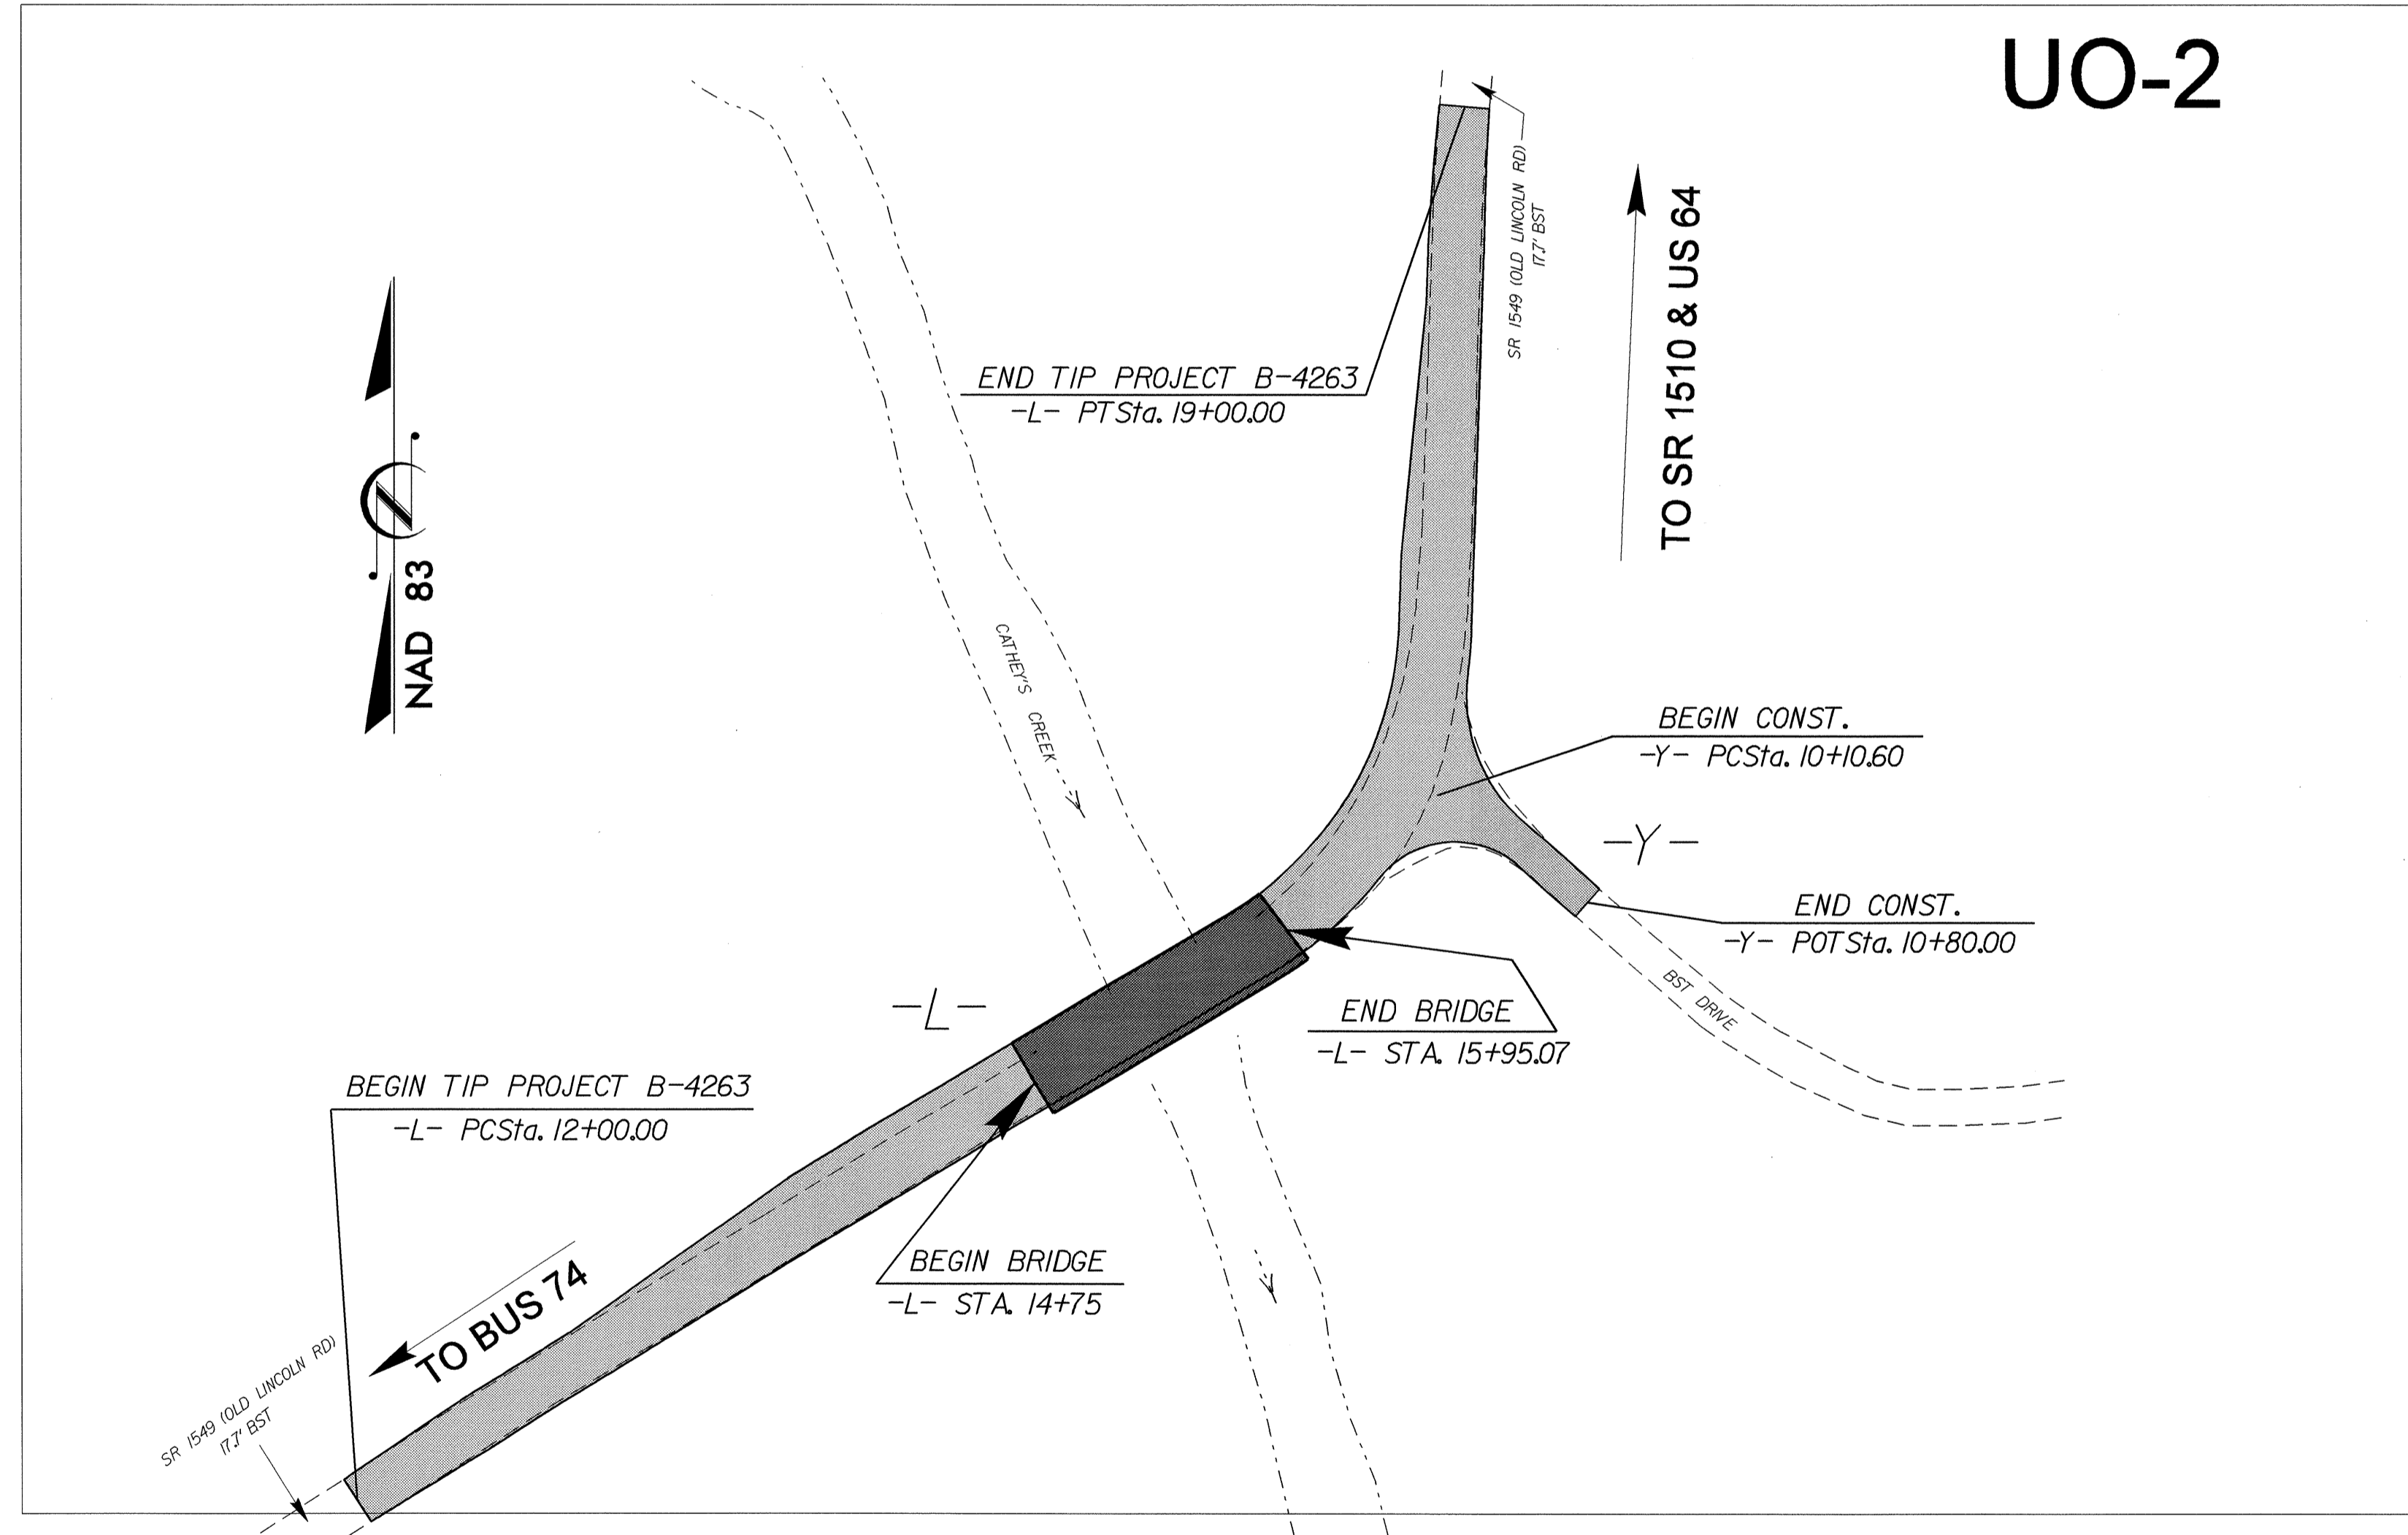 UO-2
SR 1549 (OLD LINCOLN RD)
17.7' BST
TO SR 1510 & US 64
END TIP PROJECT B-4263
-L- PT Sta. 19+00.00
NAD 83
CATHEY'S CREEK
BEGIN CONST.
-Y- PC Sta. 10+10.60
-Y-
END CONST.
-Y- POT Sta. 10+80.00
BST DRIVE
-L-
END BRIDGE
-L- STA. 15+95.07
BEGIN TIP PROJECT B-4263
-L- PC Sta. 12+00.00
BEGIN BRIDGE
-L- STA. 14+75
TO BUS 74
SR 1549 (OLD LINCOLN RD)
17.7' BST